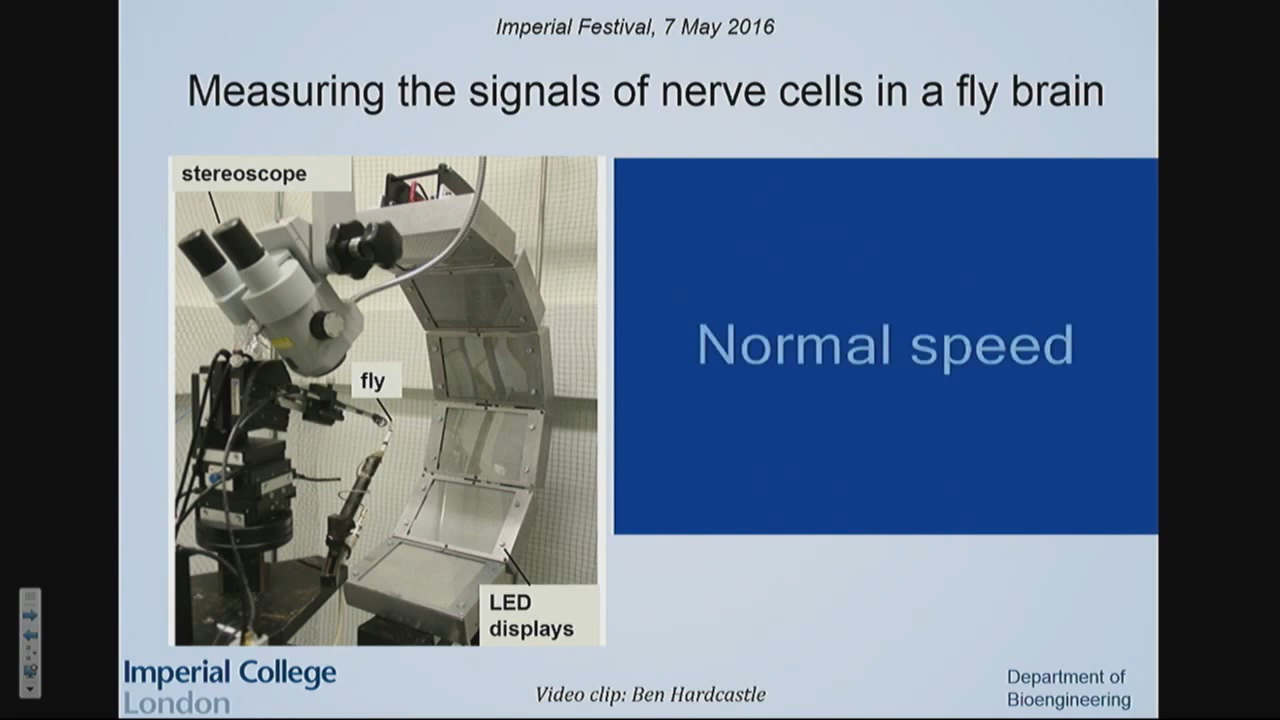 Imperial Festival, 7 May 2016
Measuring the signals of nerve cells in a fly brain
stereoscope
fly
Normal speed
LED
displays
Imperial College
London
Video clip: Ben Hardcastle
Department of
Bioengineering